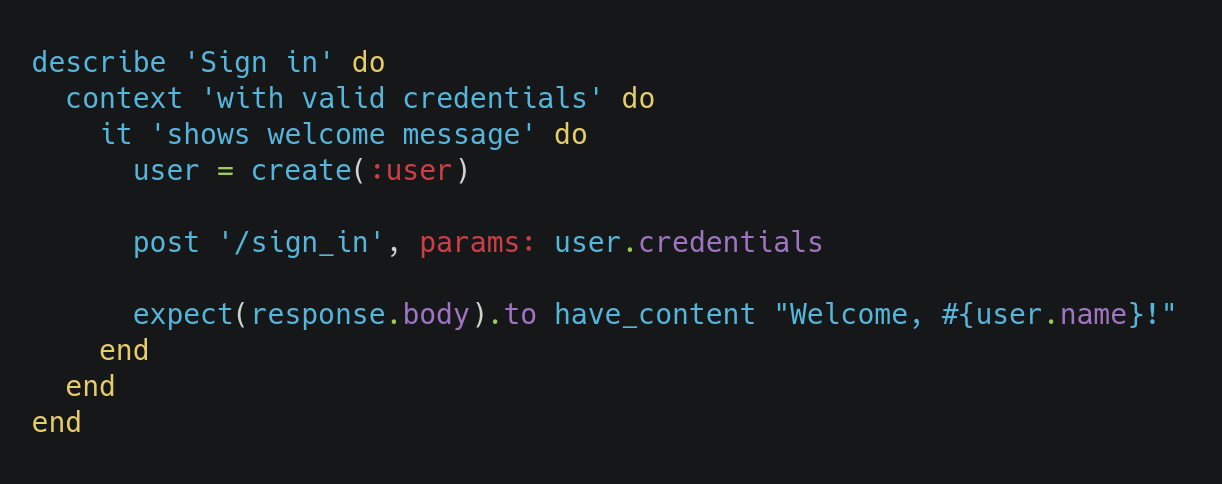 describe 'Sign in' do
  context 'with valid credentials' do
    it 'shows welcome message' do
      user = create(:user)

      post '/sign_in', params: user.credentials

      expect(response.body).to have_content "Welcome, #{user.name}!"
    end
  end
end